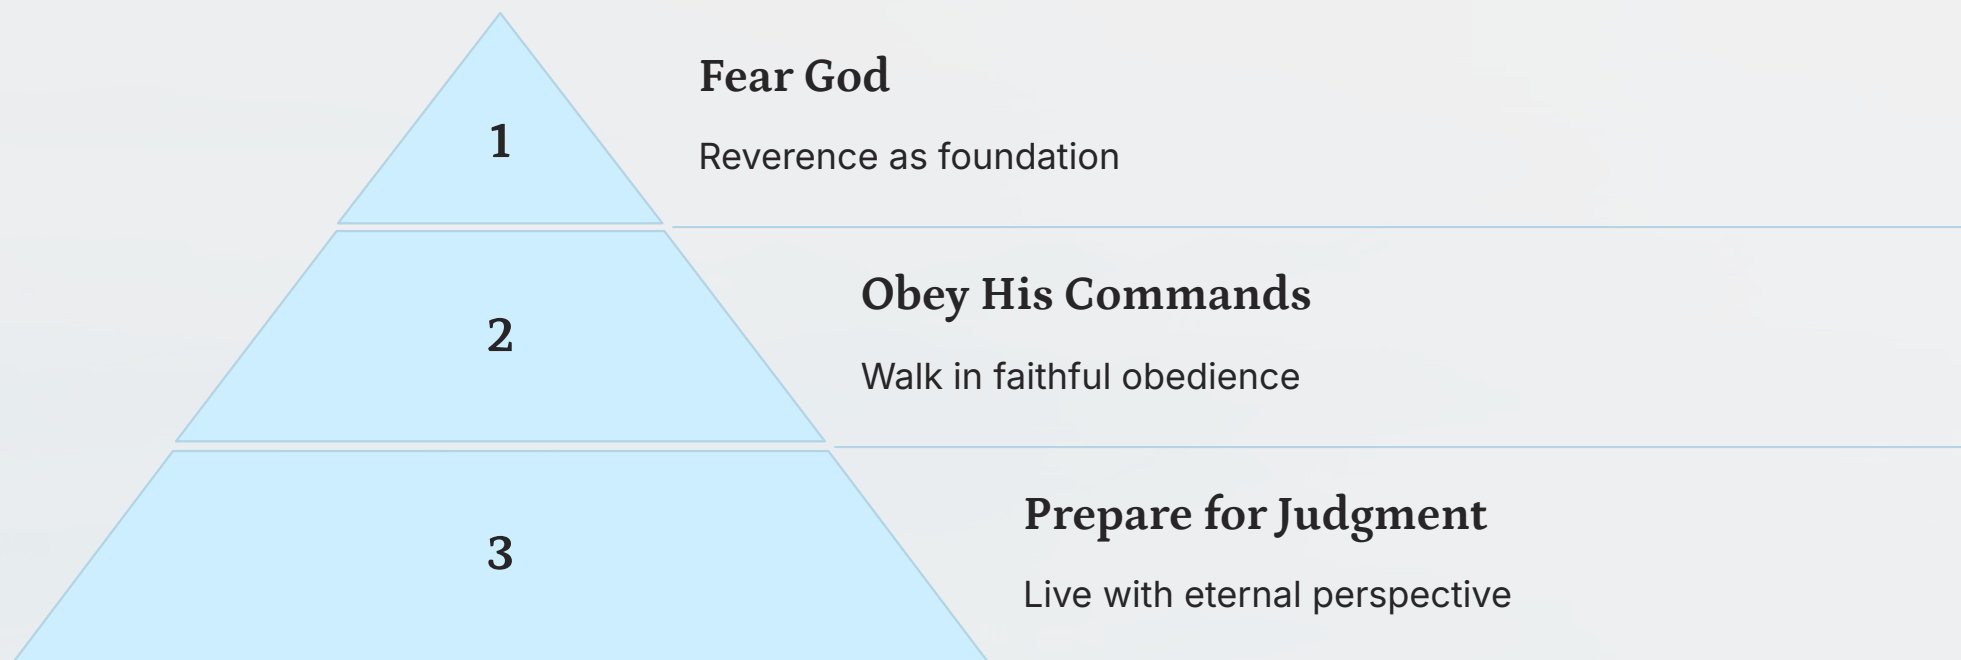 1
Fear God
Reverence as foundation
2
Obey His Commands
Walk in faithful obedience
3
Prepare for Judgment
Live with eternal perspective